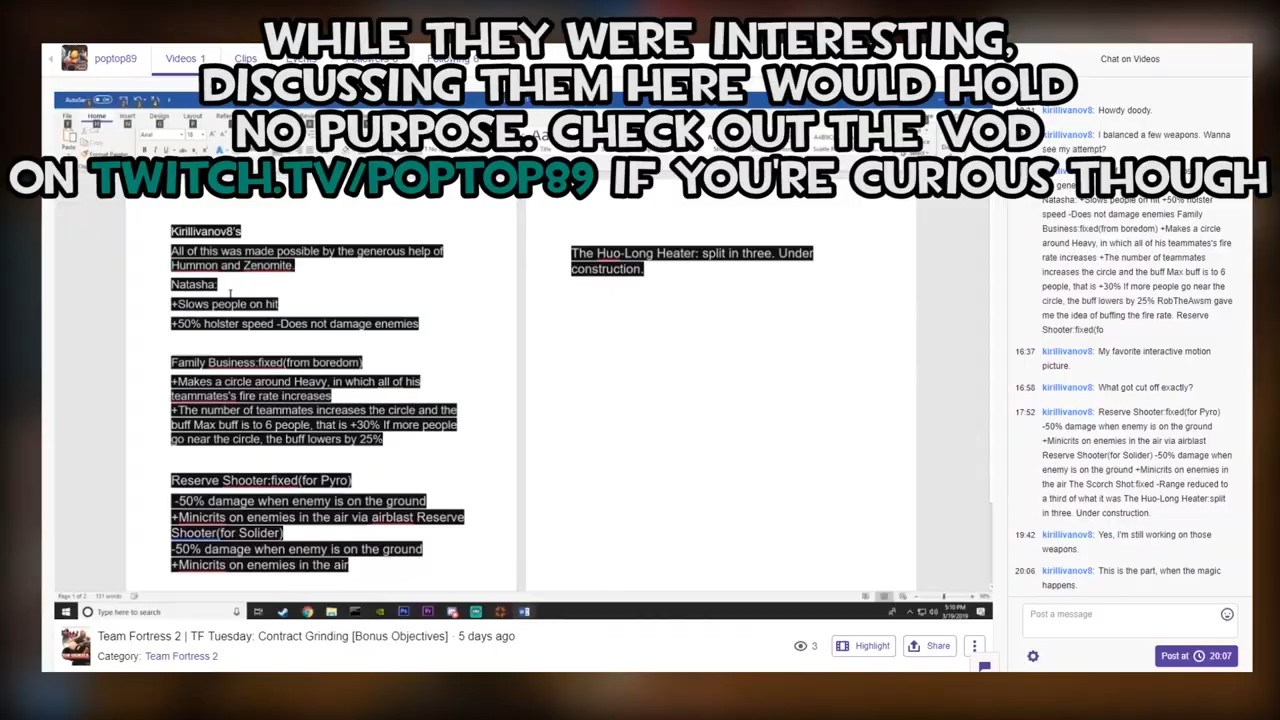 WHILE THEY WERE INTERESTING,
DISCUSSING THEM HERE WOULD HOLD
NO PURPOSE. CHECK OUT THE VOD
ON TWITCH.TV/POPTOP89 IF YOU'RE CURIOUS THOUGH
poptop89
Videos 1
Clips
Home
Design
Layout
Arial
18
Kirillivanov8's
All of this was made possible by the generous help of
Hummon and Zenomite.
Natasha:
+Slows people on hit
+50% holster speed -Does not damage enemies
Family Business:fixed(from boredom)
+Makes a circle around Heavy, in which all of his
teammates's fire rate increases
+The number of teammates increases the circle and the
buff Max buff is to 6 people, that is +30% If more people
go near the circle, the buff lowers by 25%
Reserve Shooter:fixed(for Pyro)
-50% damage when enemy is on the ground
+Minicrits on enemies in the air via airblast Reserve
Shooter(for Solider)
-50% damage when enemy is on the ground
+Minicrits on enemies in the air
The Huo-Long Heater: split in three. Under
construction.
Page 1 of 2
131 words
Type here to search
5:10 PM
3/19/2019
Team Fortress 2 | TF Tuesday: Contract Grinding [Bonus Objectives] · 5 days ago
Category: Team Fortress 2
3
Highlight
Share
Chat on Videos
kirillivanov8: Howdy doody.
kirillivanov8: I balanced a few weapons. Wanna
see my attempt?
Natasha: +Slows people on hit +50% holster
speed -Does not damage enemies Family
Business:fixed(from boredom) +Makes a circle
around Heavy, in which all of his teammates's fire
rate increases +The number of teammates
increases the circle and the buff Max buff is to 6
people, that is +30% If more people go near the
circle, the buff lowers by 25% RobTheAwsm gave
me the idea of buffing the fire rate. Reserve
Shooter:fixed(fo
16:37 kirillivanov8: My favorite interactive motion
picture.
16:58 kirillivanov8: What got cut off exactly?
17:52 kirillivanov8: Reserve Shooter:fixed(for Pyro)
-50% damage when enemy is on the ground
+Minicrits on enemies in the air via airblast
Reserve Shooter(for Solider) -50% damage when
enemy is on the ground +Minicrits on enemies in
the air The Scorch Shot:fixed -Range reduced to
a third of what it was The Huo-Long Heater:split
in three. Under construction.
19:42 kirillivanov8: Yes, I'm still working on those
weapons.
20:06 kirillivanov8: This is the part, when the magic
happens.
Post a message
Post at 20:07